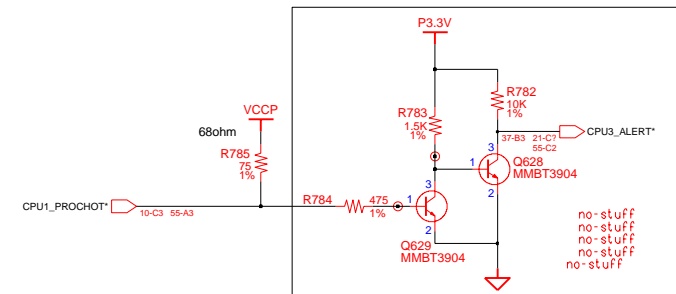 P3.3V
VCCP
68ohm
R785
75
1%
R783
1.5K
1%
R782
10K
1%
37-B3 21-C?
55-C2
CPU3_ALERT*
3
1
2
Q628
MMBT3904
CPU1_PROCHOT*
10-C3 55-A3
R784
475
1%
3
1
2
Q629
MMBT3904
no-stuff
no-stuff
no-stuff
no-stuff
no-stuff